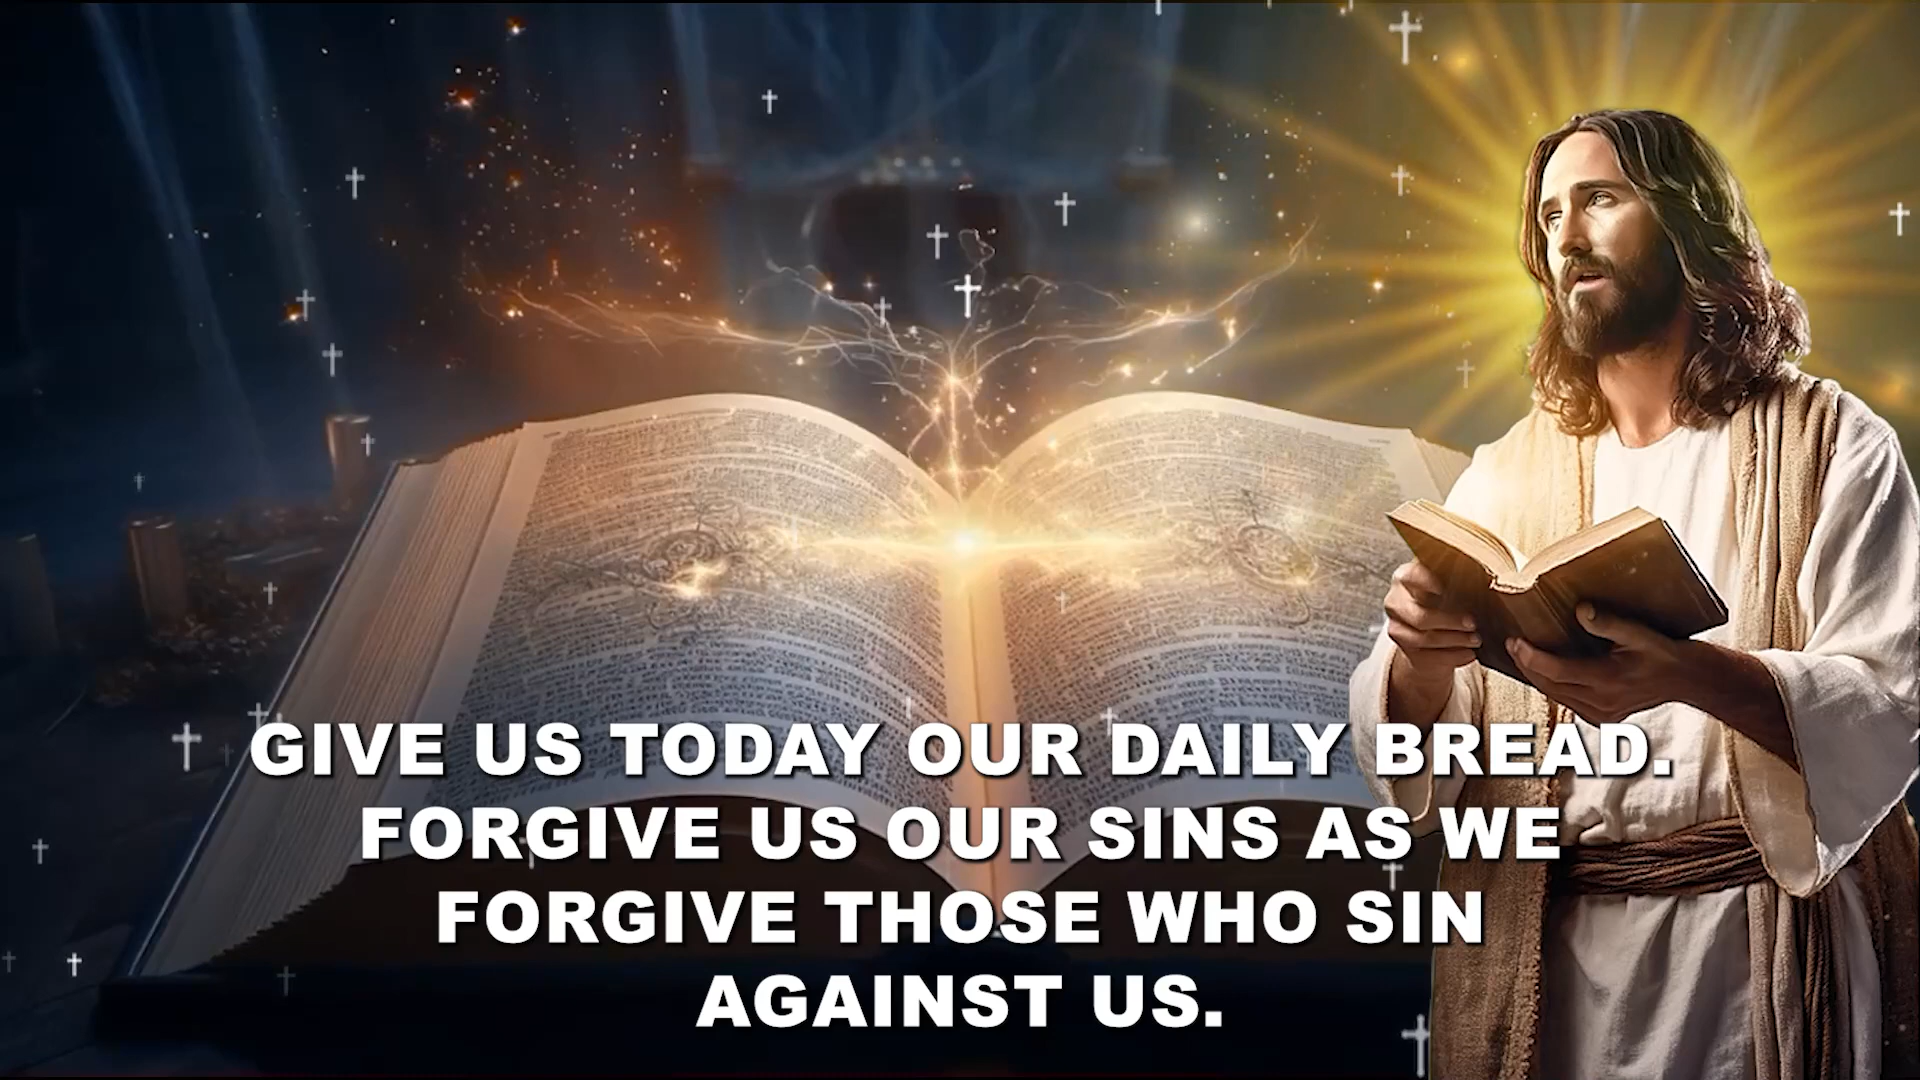 GIVE US TODAY OUR DAILY BREAD.
FORGIVE US OUR SINS AS WE
FORGIVE THOSE WHO SIN
AGAINST US.